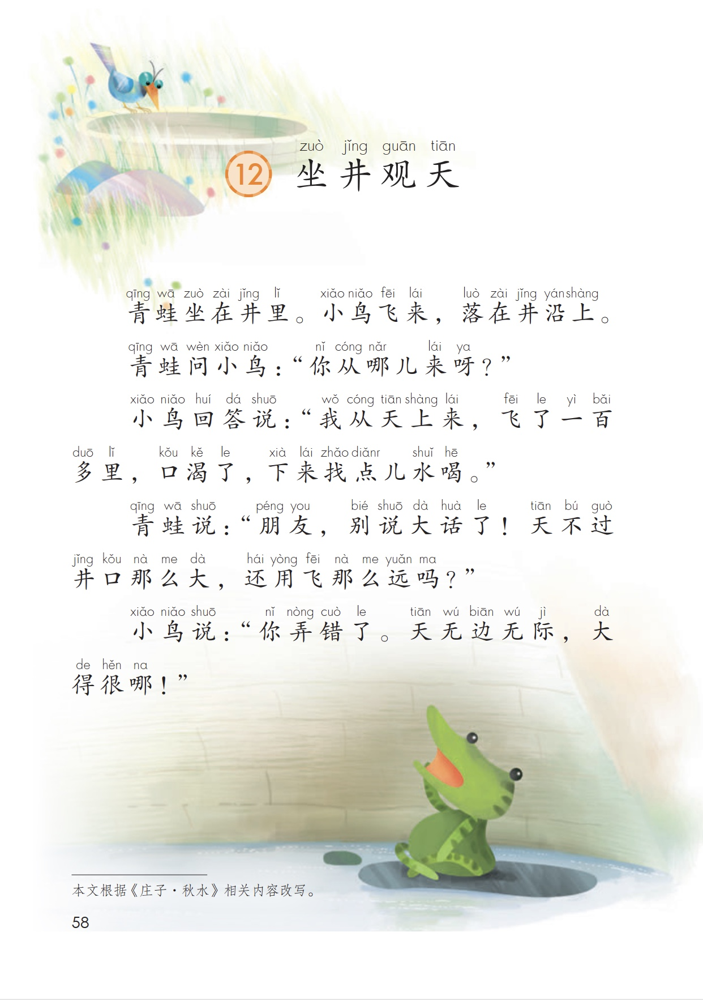 zuò jǐng guān tiān
12 坐井观天
qīng wā zuò zài jǐng lǐ xiǎo niǎo fēi lái luò zài jǐng yán shàng
青蛙坐在井里。小鸟飞来，落在井沿上。
qīng wā wèn xiǎo niǎo nǐ cóng nǎr lái ya
青蛙问小鸟：“你从哪儿来呀？”
xiǎo niǎo huí dá shuō wǒ cóng tiān shàng lái fēi le yì bǎi
小鸟回答说：“我从天上来，飞了一百
duō lǐ kǒu kě le xià lái zhǎo diǎnr shuǐ hē
多里，口渴了，下来找点儿水喝。”
qīng wā shuō péng you bié shuō dà huà le tiān bú guò
青蛙说：“朋友，别说大话了！天不过
jǐng kǒu nà me dà hái yòng fēi nà me yuǎn ma
井口那么大，还用飞那么远吗？”
xiǎo niǎo shuō nǐ nòng cuò le tiān wú biān wú jì dà
小鸟说：“你弄错了。天无边无际，大
de hěn na
得很哪！”
本文根据《庄子·秋水》相关内容改写。
58